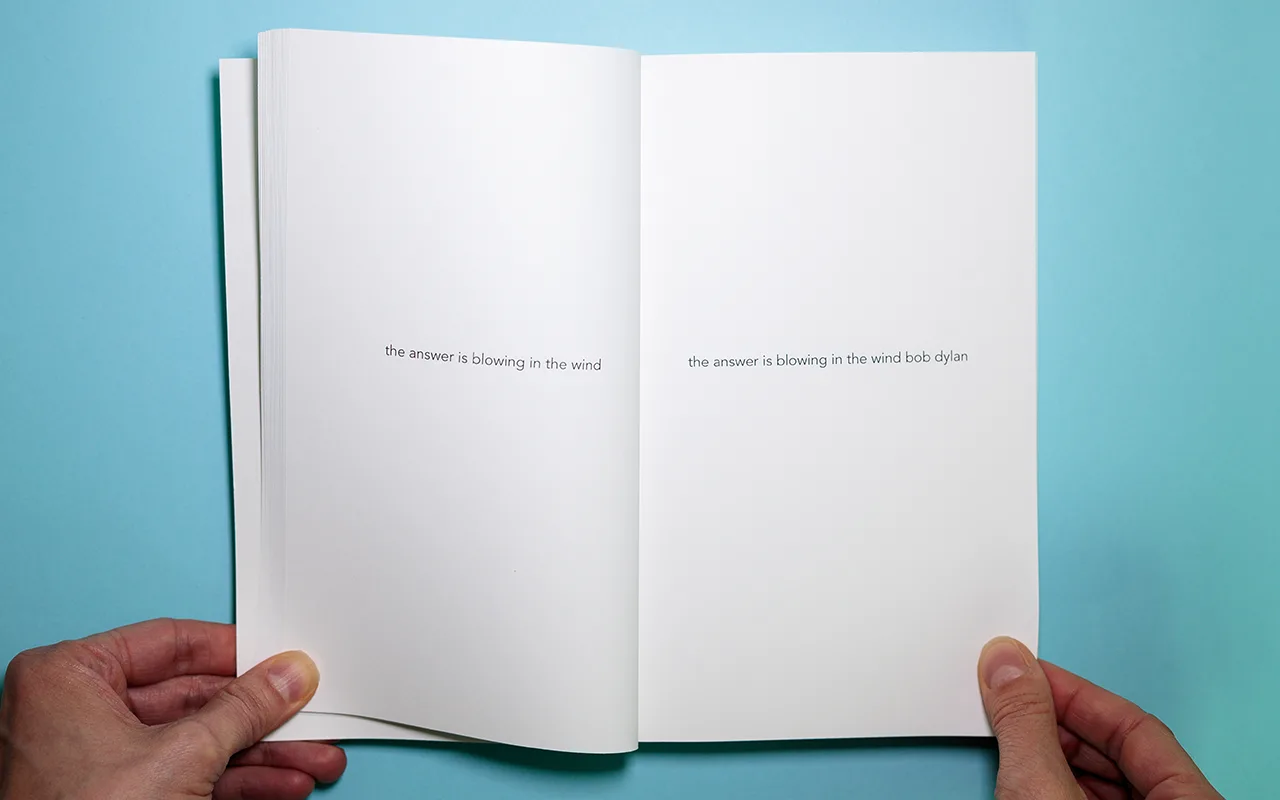 the answer is blowing in the wind
the answer is blowing in the wind bob dylan